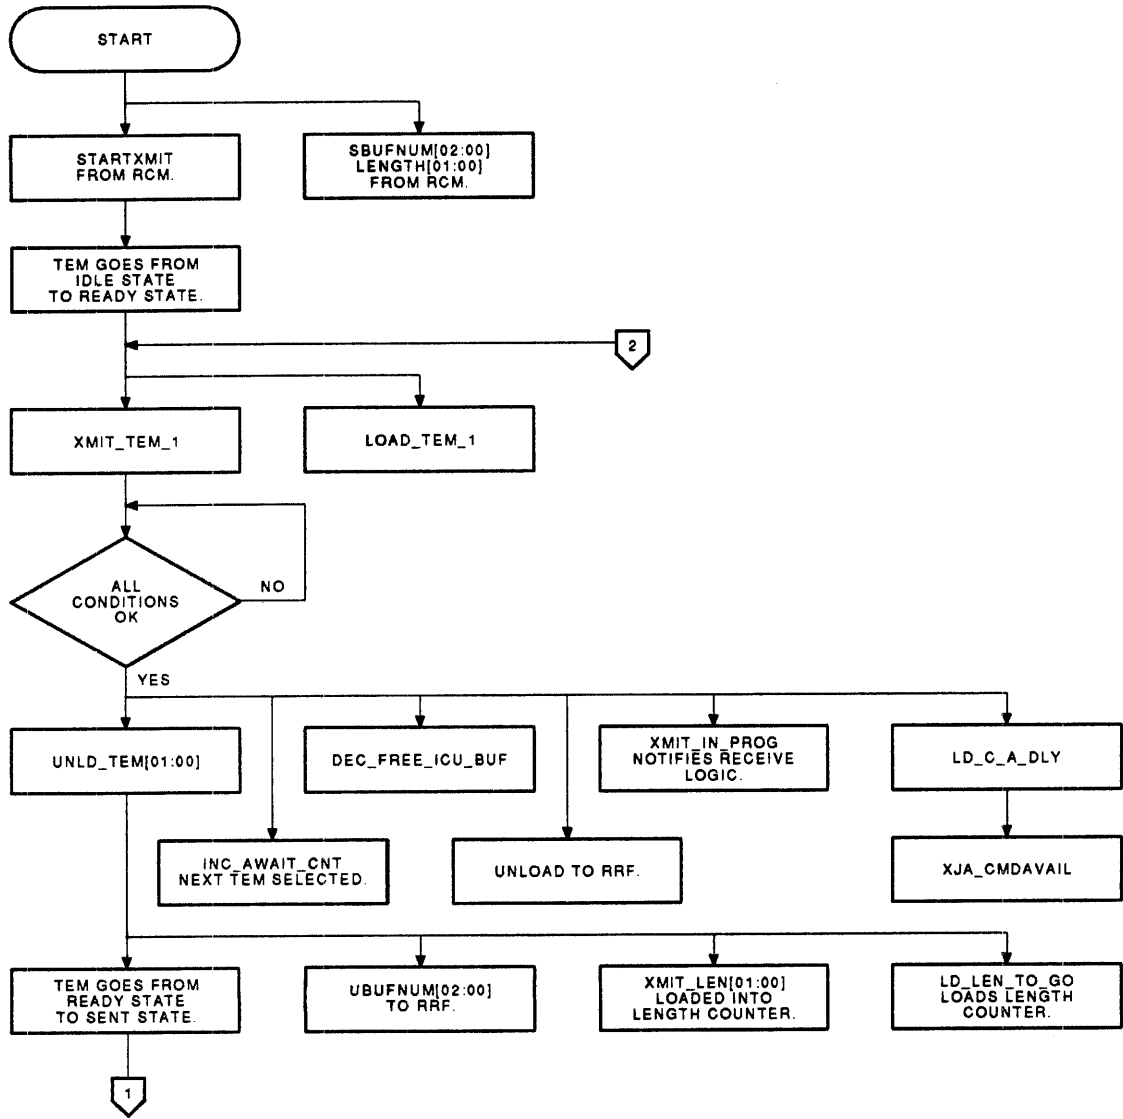 START
STARTXMIT
FROM RCM.
SBUFNUM[02:00]
LENGTH[01:00]
FROM RCM.
TEM GOES FROM
IDLE STATE
TO READY STATE.
2
XMIT_TEM_1
LOAD_TEM_1
ALL
CONDITIONS
OK
NO
YES
UNLD_TEM[01:00]
DEC_FREE_ICU_BUF
XMIT_IN_PROG
NOTIFIES RECEIVE
LOGIC.
LD_C_A_DLY
INC_AWAIT_CNT
NEXT TEM SELECTED.
UNLOAD TO RRF.
XJA_CMDAVAIL
TEM GOES FROM
READY STATE
TO SENT STATE.
UBUFNUM[02:00]
TO RRF.
XMIT_LEN[01:00]
LOADED INTO
LENGTH COUNTER.
LD_LEN_TO_GO
LOADS LENGTH
COUNTER.
1